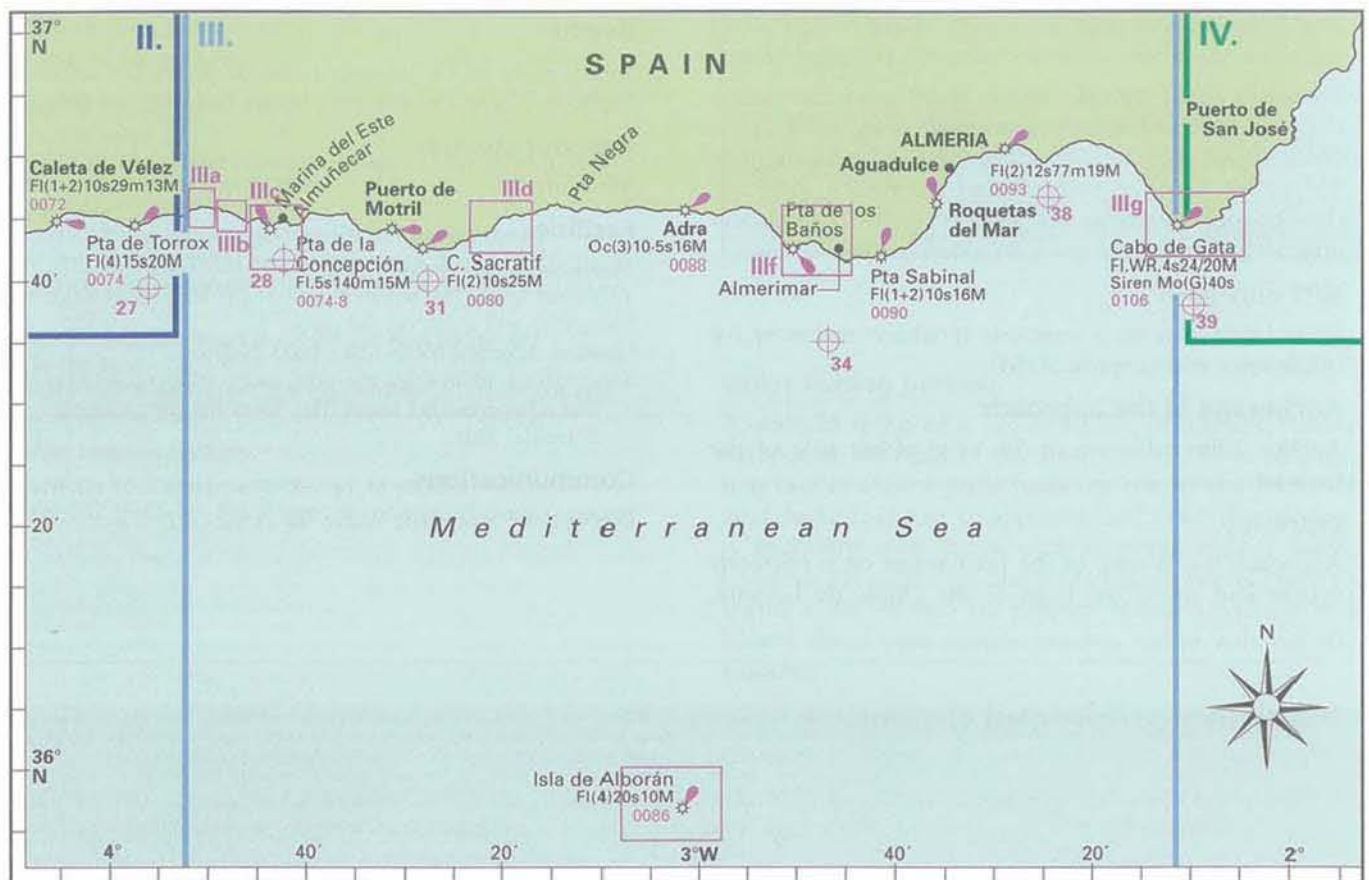 37°
N
II.
III.
IV.
SPAIN
Puerto de
San José
Caleta de Vélez
Fl(1+2)10s29m13M
0072
Pta de Torrox
Fl(4)15s20M
0074
27
IIIa
IIIb
IIIc
Marina del Este
Almuñecar
28
Pta de la
Concepción
Fl.5s140m15M
0074·8
Puerto de
Motril
31
C. Sacratif
Fl(2)10s25M
0080
IIId
Pta Negra
Adra
Oc(3)10·5s16M
0088
Pta de los
Baños
IIIf
Almerimar
34
Pta Sabinal
Fl(1+2)10s16M
0090
ALMERIA
Aguadulce
Fl(2)12s77m19M
0093
38
Roquetas
del Mar
IIIg
Cabo de Gata
Fl.WR.4s24/20M
Siren Mo(G)40s
0106
39
40´
20´
Mediterranean Sea
N
36°
N
Isla de Alborán
Fl(4)20s10M
0086
4°
40´
20´
3°W
40´
20´
2°